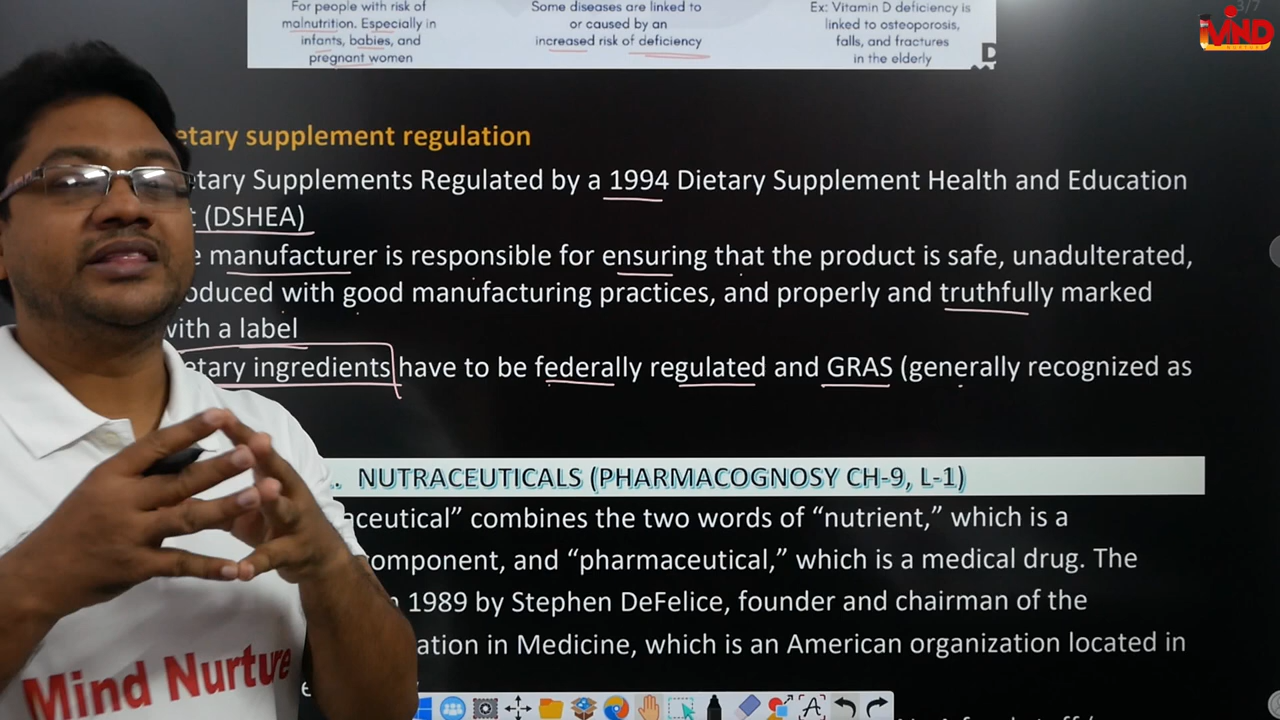 3/7
MIND
NURTURE
For people with risk of
malnutrition. Especially in
infants, babies, and
pregnant women
Some diseases are linked to
or caused by an
increased risk of deficiency
Ex: Vitamin D deficiency is
linked to osteoporosis,
falls, and fractures
in the elderly
D
etary supplement regulation
etary Supplements Regulated by a 1994 Dietary Supplement Health and Education
t (DSHEA)
e manufacturer is responsible for ensuring that the product is safe, unadulterated,
oduced with good manufacturing practices, and properly and truthfully marked
with a label
etary ingredients have to be federally regulated and GRAS (generally recognized as
. NUTRACEUTICALS (PHARMACOGNOSY CH-9, L-1)
aceutical” combines the two words of “nutrient,” which is a
component, and “pharmaceutical,” which is a medical drug. The
n 1989 by Stephen DeFelice, founder and chairman of the
ation in Medicine, which is an American organization located in
Mind Nurture